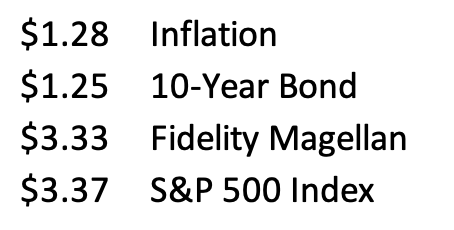 $1.28 Inflation
$1.25 10-Year Bond
$3.33 Fidelity Magellan
$3.37 S&P 500 Index